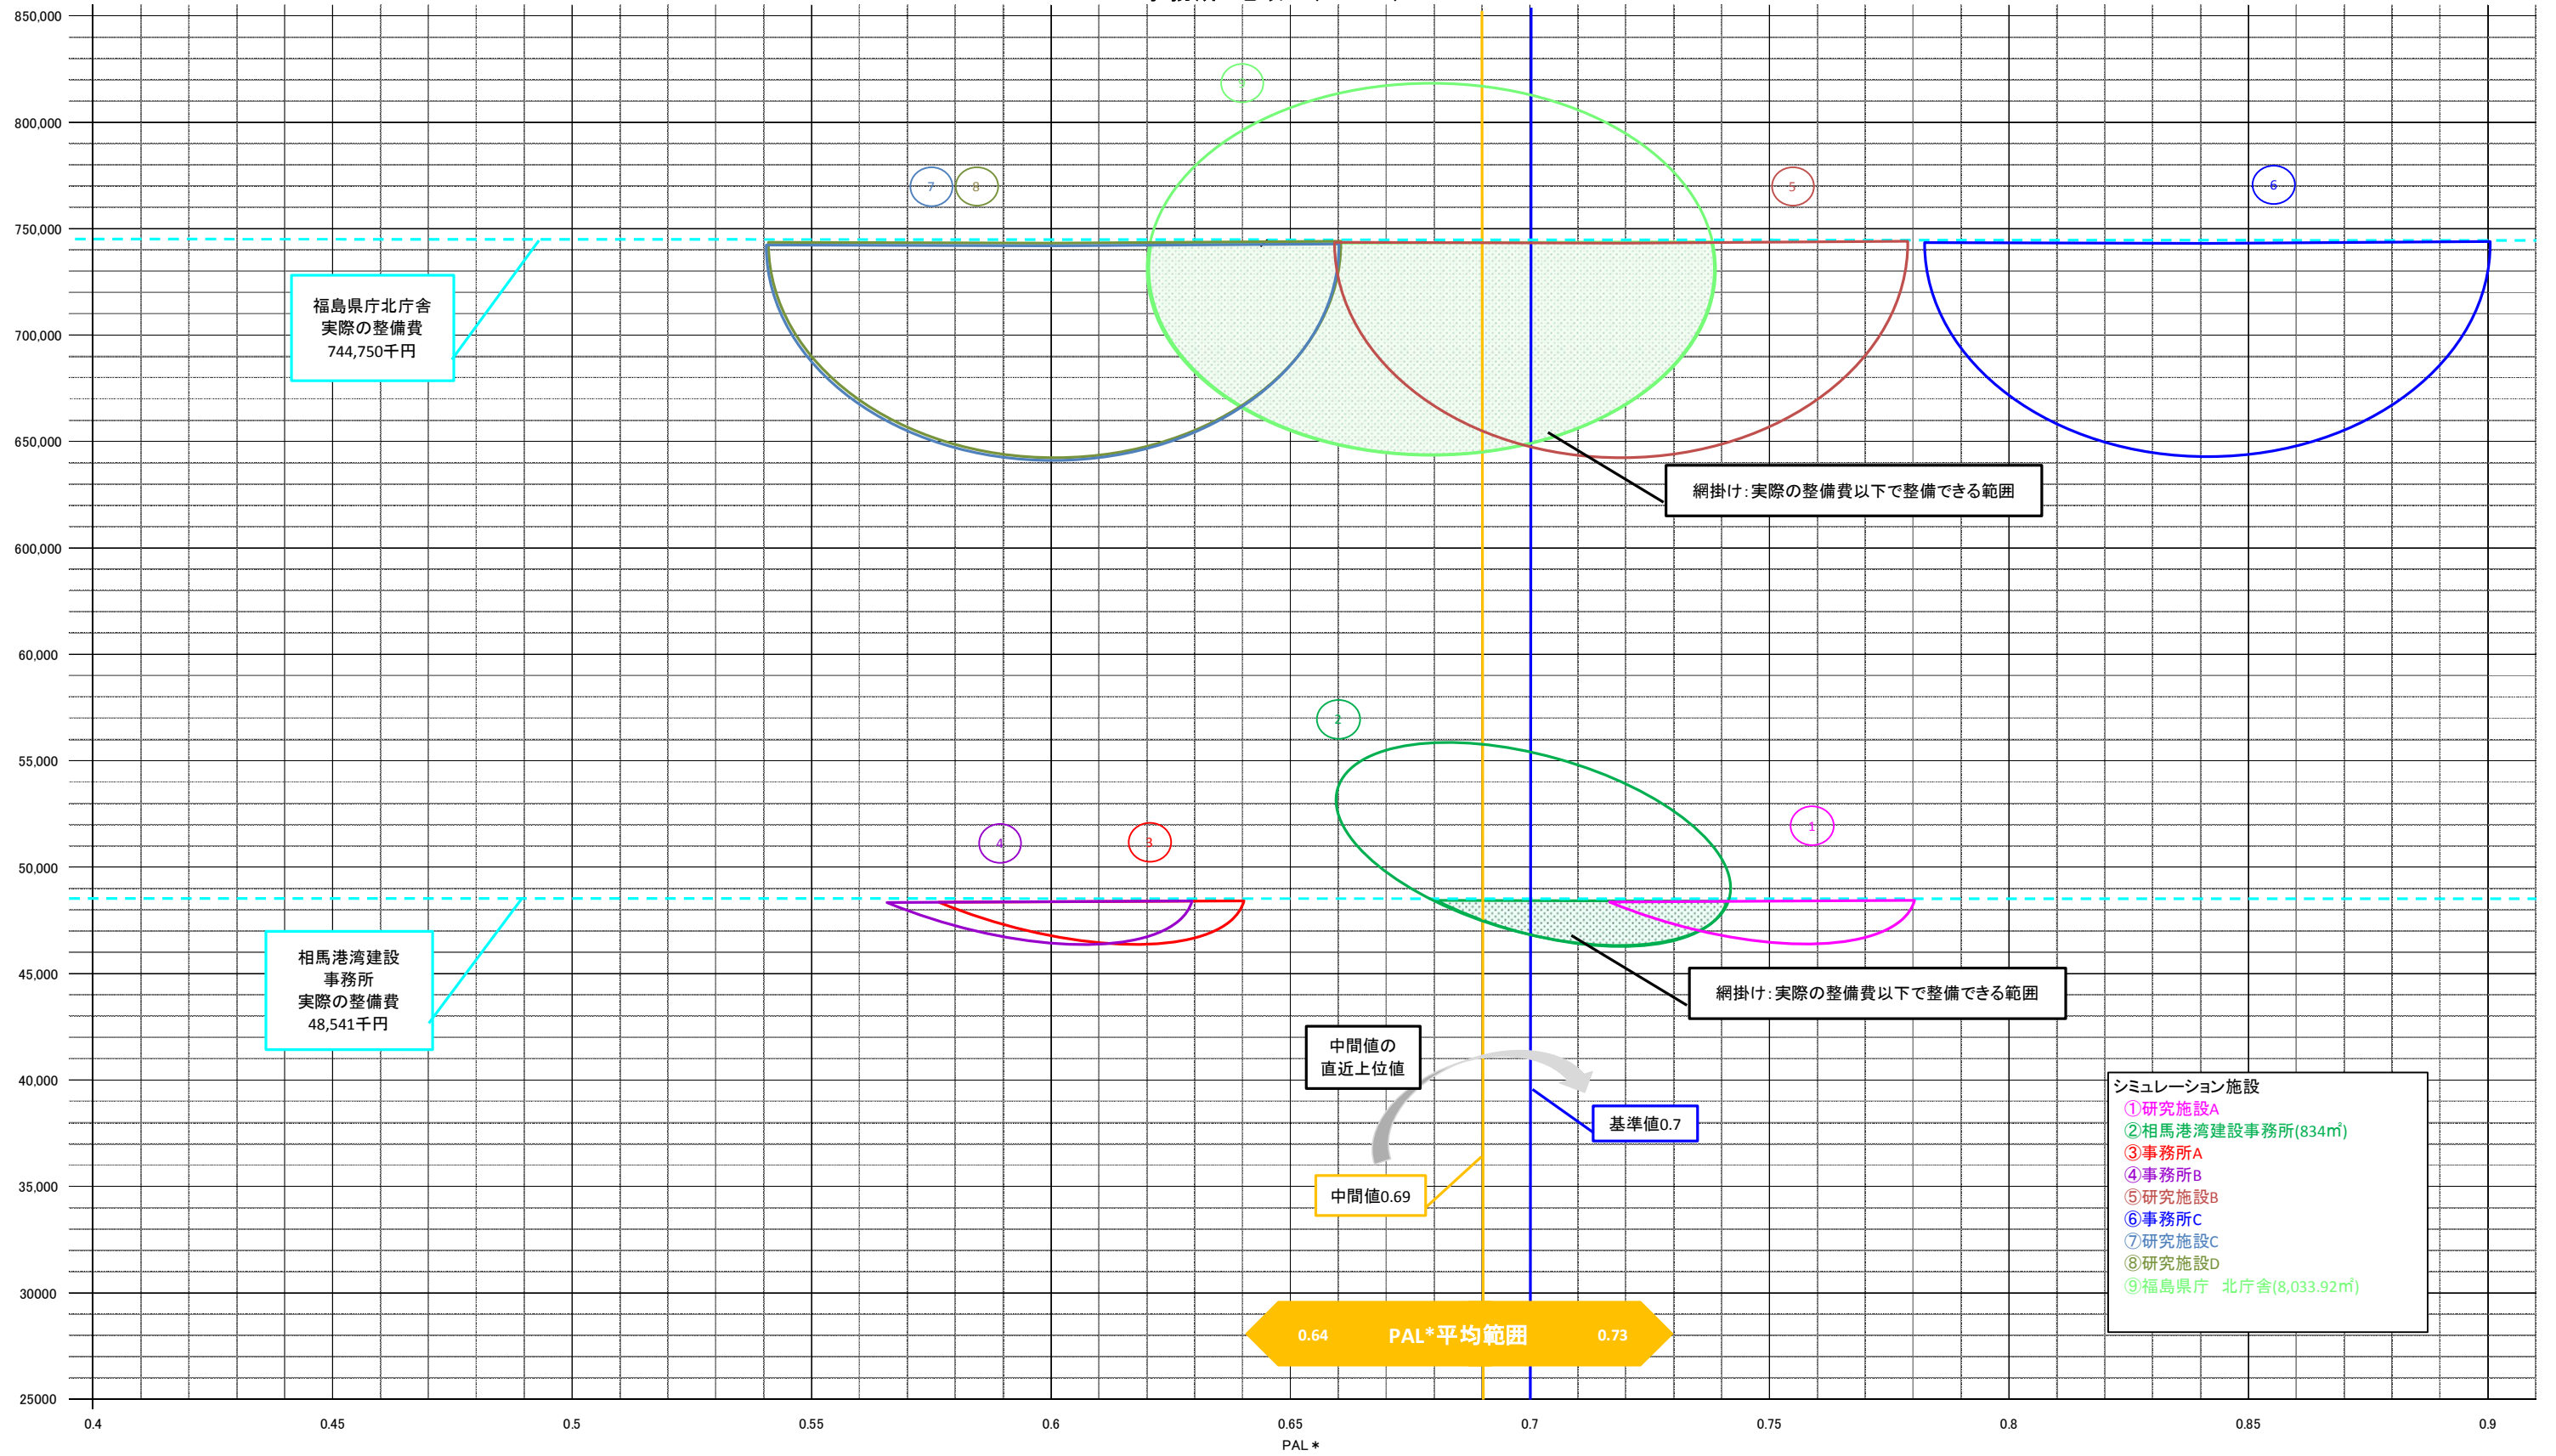 850,000
800,000
⑨
⑦
⑧
⑤
⑥
750,000
福島県庁北庁舎
実際の整備費
744,750千円
700,000
650,000
網掛け:実際の整備費以下で整備できる範囲
600,000
60,000
②
55,000
④
③
①
50,000
相馬港湾建設
事務所
実際の整備費
48,541千円
45,000
網掛け:実際の整備費以下で整備できる範囲
中間値の
直近上位値
40,000
基準値0.7
35,000
中間値0.69
シミュレーション施設
①研究施設A
②相馬港湾建設事務所(834㎡)
③事務所A
④事務所B
⑤研究施設B
⑥事務所C
⑦研究施設C
⑧研究施設D
⑨福島県庁 北庁舎(8,033.92㎡)
30000
0.64 PAL*平均範囲 0.73
25000
0.4 0.45 0.5 0.55 0.6 0.65 0.7 0.75 0.8 0.85 0.9
PAL*